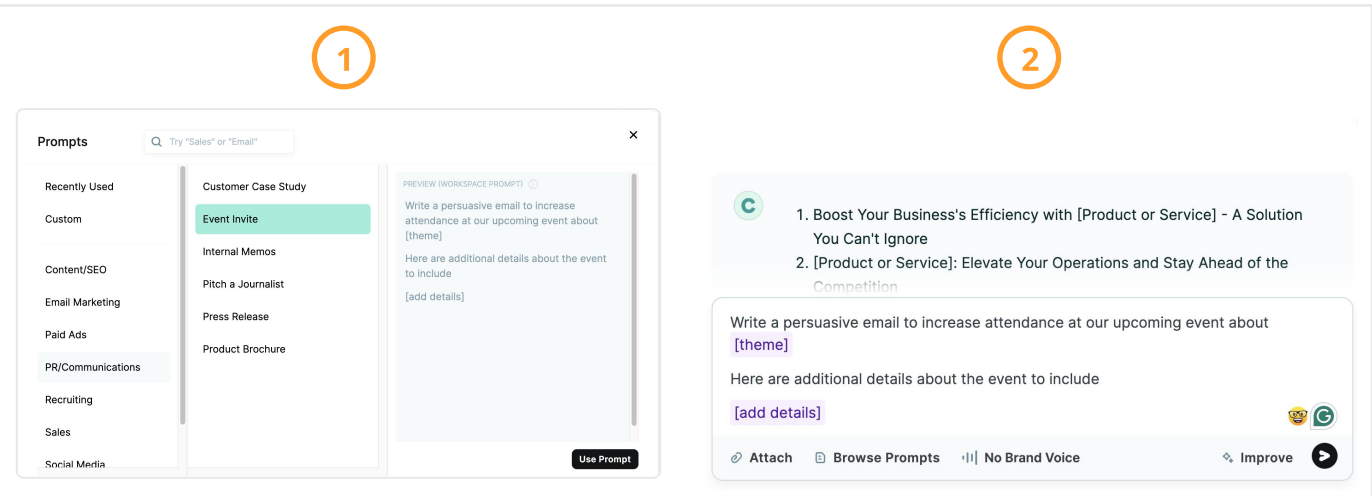 1
Prompts
Try "Sales" or "Email"
Recently Used
Custom
Content/SEO
Email Marketing
Paid Ads
PR/Communications
Recruiting
Sales
Social Media
Customer Case Study
Event Invite
Internal Memos
Pitch a Journalist
Press Release
Product Brochure
PREVIEW (WORKSPACE PROMPT)
Write a persuasive email to increase
attendance at our upcoming event about
[theme]
Here are additional details about the event
to include
[add details]
Use Prompt
2
C
1. Boost Your Business's Efficiency with [Product or Service] - A Solution
You Can't Ignore
2. [Product or Service]: Elevate Your Operations and Stay Ahead of the
Competition
Write a persuasive email to increase attendance at our upcoming event about
[theme]
Here are additional details about the event to include
[add details]
G
Attach
Browse Prompts
No Brand Voice
Improve